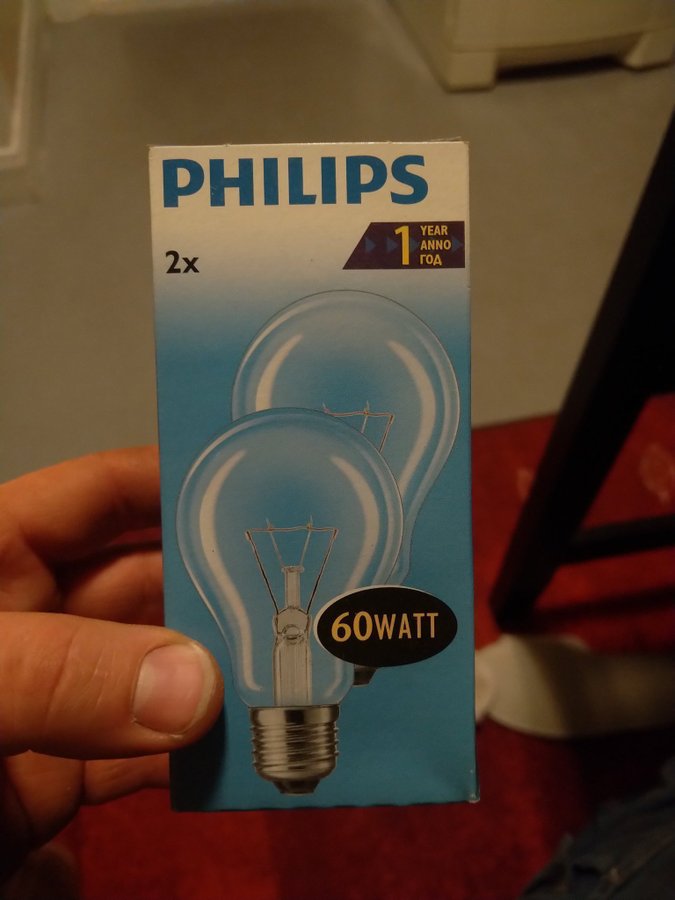 PHILIPS
2x
1 YEAR
ANNO
ГОД
60WATT